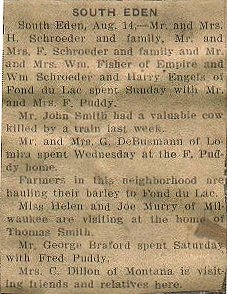 SOUTH EDEN
South Eden, Aug. 14,—Mr. and Mrs.
H. Schroeder and family, Mr. and
Mrs. F. Schroeder and family and Mr.
and Mrs. Wm. Fisher of Empire and
Wm Schroeder and Harry Engels of
Fond du Lac spent Sunday with Mr.
and Mrs. F. Puddy.
Mr. John Smith had a valuable cow
killed by a train last week.
Mr. and Mrs. G. DeBusmann of Lo-
mira spent Wednesday at the F. Pud-
dy home.
Farmers in this neighborhood are
hauling their barley to Fond du Lac.
Miss Helen and Joe Murry of Mil-
waukee are visiting at the home of
Thomas Smith.
Mr. George Braford spent Saturday
with Fred Puddy.
Mrs. C. Dillon of Montana is visit-
ing friends and relatives here.